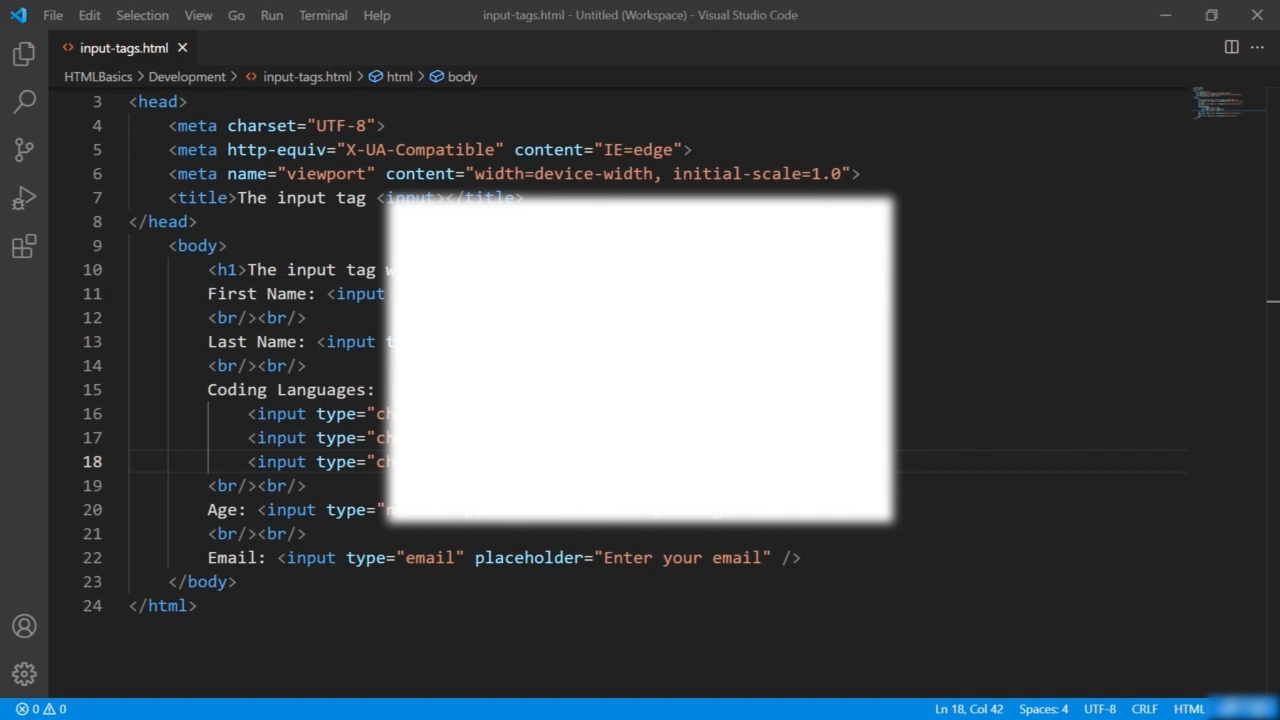 File Edit Selection View Go Run Terminal Help input-tags.html - Untitled (Workspace) - Visual Studio Code
input-tags.html
HTMLBasics > Development > input-tags.html > html > body
3 <head>
4 <meta charset="UTF-8">
5 <meta http-equiv="X-UA-Compatible" content="IE=edge">
6 <meta name="viewport" content="width=device-width, initial-scale=1.0">
7 <title>The input tag <input></title>
8 </head>
9 <body>
10 <h1>The input tag
11 First Name: <input
12 <br/><br/>
13 Last Name: <input
14 <br/><br/>
15 Coding Languages:
16 <input type="
17 <input type="
18 <input type="
19 <br/><br/>
20 Age: <input type="
21 <br/><br/>
22 Email: <input type="email" placeholder="Enter your email" />
23 </body>
24 </html>
0 0 Ln 18, Col 42 Spaces: 4 UTF-8 CRLF HTML